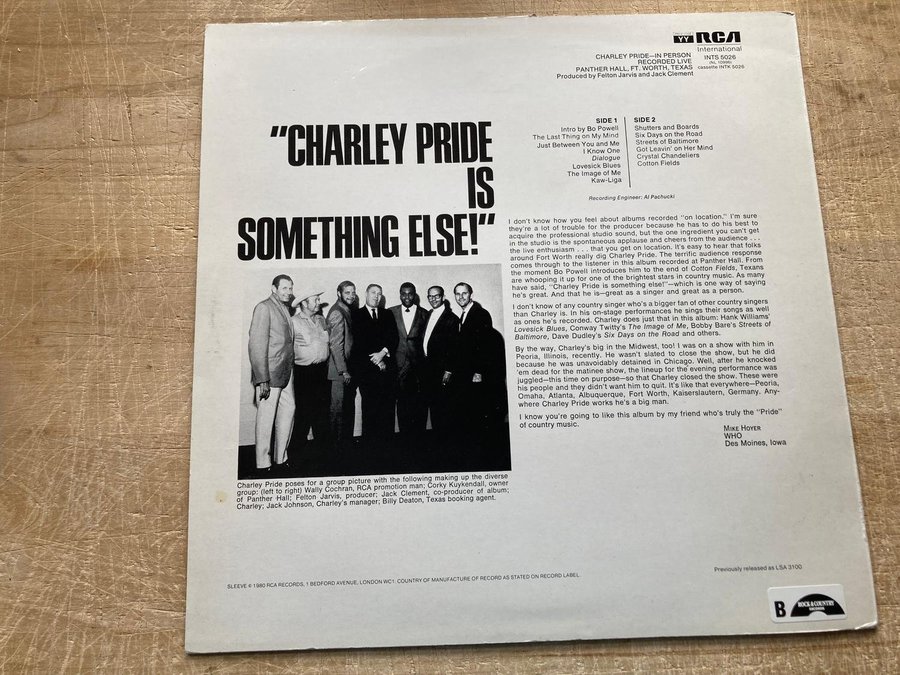 YY RCA
International
CHARLEY PRIDE—IN PERSON
RECORDED LIVE
PANTHER HALL, FT. WORTH, TEXAS
Produced by Felton Jarvis and Jack Clement
INTS 5026
cassette INTK 5026
"CHARLEY PRIDE
IS
SOMETHING ELSE!"
SIDE 1
Intro by Bo Powell
The Last Thing on My Mind
Just Between You and Me
I Know One
Dialogue
Lovesick Blues
The Image of Me
Kaw-Liga
SIDE 2
Shutters and Boards
Six Days on the Road
Streets of Baltimore
Got Leavin' on Her Mind
Crystal Chandeliers
Cotton Fields
Recording Engineer: Al Pachucki
I don't know how you feel about albums recorded "on location." I'm sure
they're a lot of trouble for the producer because he has to do his best to
acquire the professional studio sound, but the one ingredient you can't get
in the studio is the spontaneous applause and cheers from the audience . . .
the live enthusiasm . . . that you get on location. It's easy to hear that folks
around Fort Worth really dig Charley Pride. The terrific audience response
comes through to the listener in this album recorded at Panther Hall. From
the moment Bo Powell introduces him to the end of Cotton Fields, Texans
are whooping it up for one of the brightest stars in country music. As many
have said, "Charley Pride is something else!"—which is one way of saying
he's great. And that he is—great as a singer and great as a person.
I don't know of any country singer who's a bigger fan of other country singers
than Charley is. In his on-stage performances he sings their songs as well
as ones he's recorded. Charley does just that in this album: Hank Williams'
Lovesick Blues, Conway Twitty's The Image of Me, Bobby Bare's Streets of
Baltimore, Dave Dudley's Six Days on the Road and others.
By the way, Charley's big in the Midwest, too! I was on a show with him in
Peoria, Illinois, recently. He wasn't slated to close the show, but he did
because he was unavoidably detained in Chicago. Well, after he knocked
'em dead for the matinee show, the lineup for the evening performance was
juggled—this time on purpose—so that Charley closed the show. These were
his people and they didn't want him to quit. It's like that everywhere—Peoria,
Omaha, Atlanta, Albuquerque, Fort Worth, Kaiserslautern, Germany. Any-
where Charley Pride works he's a big man.
I know you're going to like this album by my friend who's truly the "Pride"
of country music.
MIKE HOYER
WHO
Des Moines, Iowa
Charley Pride poses for a group picture with the following making up the diverse
group: (left to right) Wally Cochran, RCA promotion man; Corky Kuykendall, owner
of Panther Hall; Felton Jarvis, producer; Jack Clement, co-producer of album;
Charley; Jack Johnson, Charley's manager; Billy Deaton, Texas booking agent.
SLEEVE © 1980 RCA RECORDS, 1 BEDFORD AVENUE, LONDON WC1. COUNTRY OF MANUFACTURE OF RECORD AS STATED ON RECORD LABEL.
Previously released as LSA 3100
B ROCK & COUNTRY
RECORDS